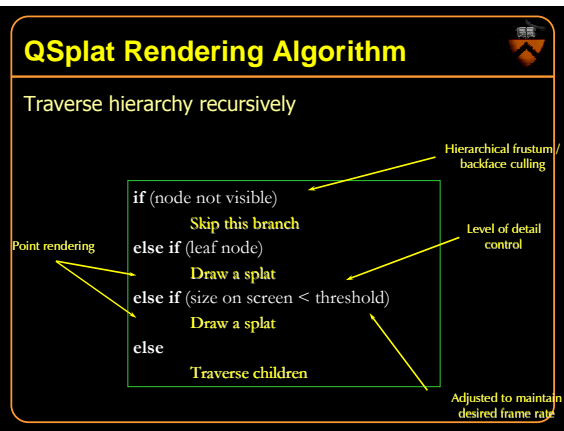 QSplat Rendering Algorithm
Traverse hierarchy recursively
Hierarchical frustum /
backface culling
if (node not visible)
Skip this branch
else if (leaf node)
Draw a splat
else if (size on screen < threshold)
Draw a splat
else
Traverse children
Point rendering
Level of detail
control
Adjusted to maintain
desired frame rate